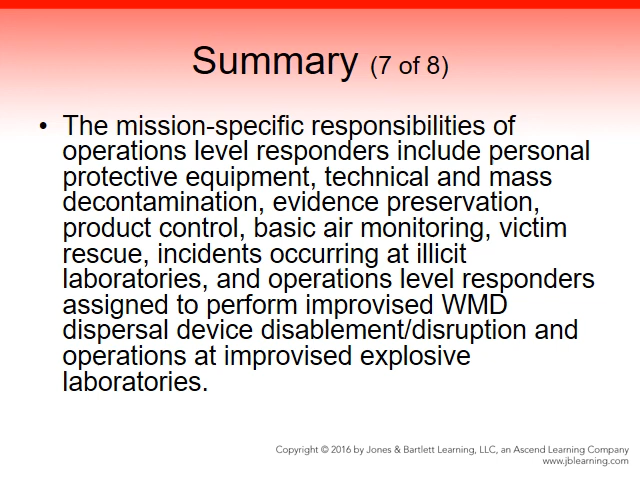 Summary (7 of 8)
• The mission-specific responsibilities of
operations level responders include personal
protective equipment, technical and mass
decontamination, evidence preservation,
product control, basic air monitoring, victim
rescue, incidents occurring at illicit
laboratories, and operations level responders
assigned to perform improvised WMD
dispersal device disablement/disruption and
operations at improvised explosive
laboratories.
Copyright © 2016 by Jones & Bartlett Learning, LLC, an Ascend Learning Company
www.jblearning.com